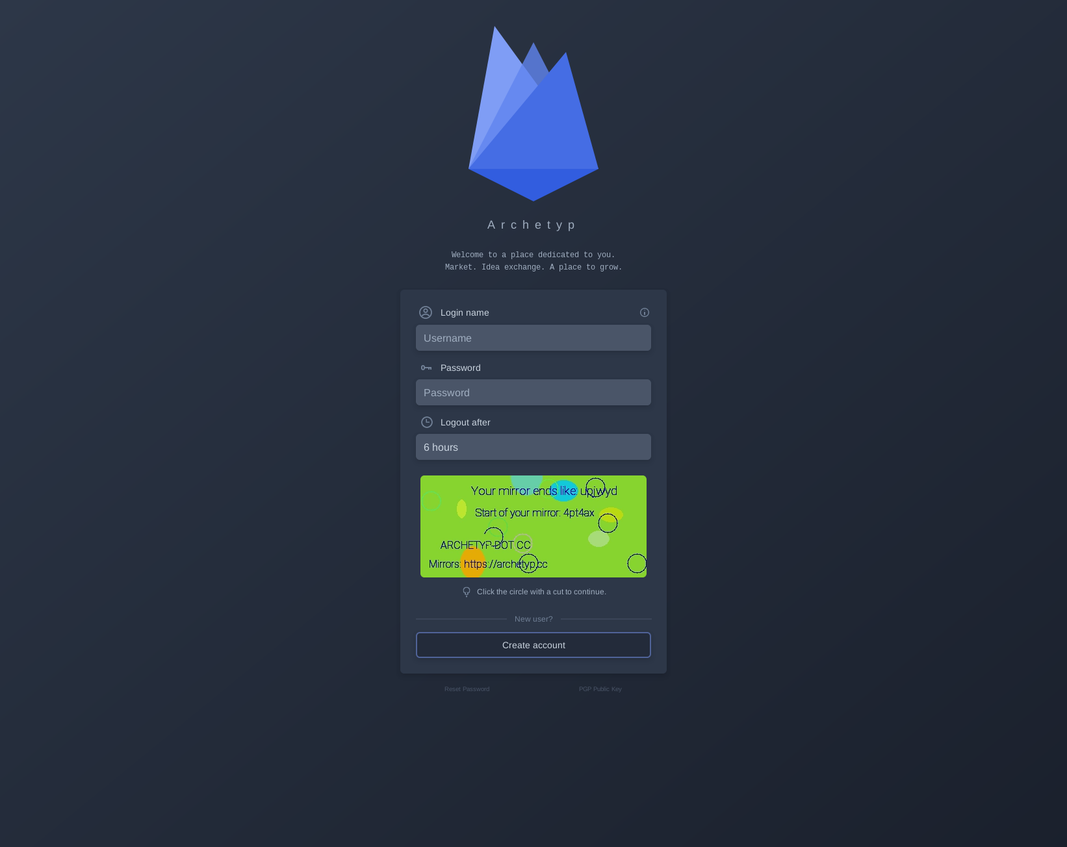 Archetyp
Welcome to a place dedicated to you.
Market. Idea exchange. A place to grow.
Login name
Username
Password
Password
Logout after
6 hours
Your mirror ends like upjwyd
Start of your mirror: 4pt4ax
ARCHETYP-DOT CC
Mirrors: https://archetyp.cc
Click the circle with a cut to continue.
New user?
Create account
Reset Password PGP Public Key